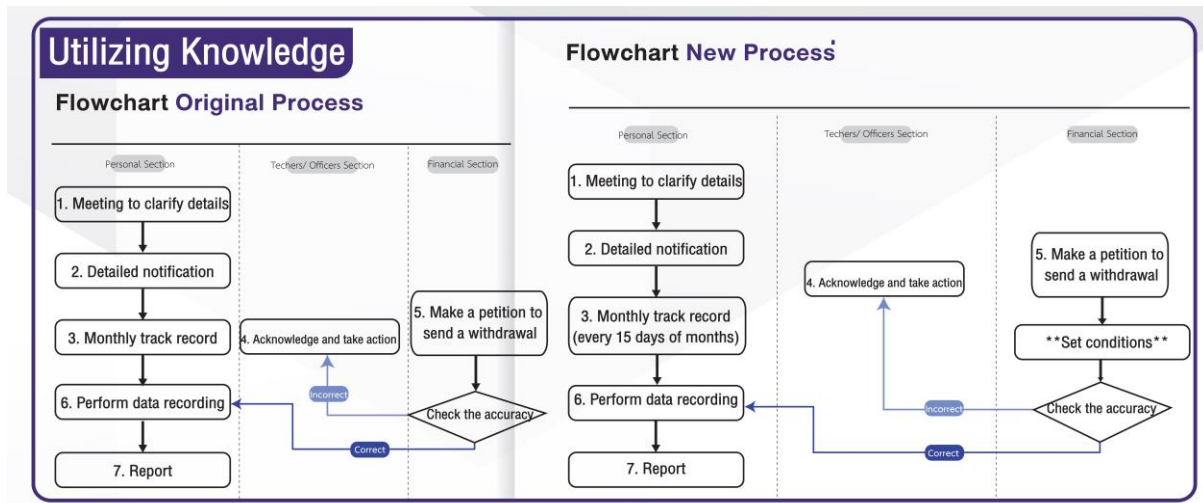 Utilizing Knowledge
Flowchart Original Process
Personal Section
Techers/ Officers Section
Financial Section
1. Meeting to clarify details
2. Detailed notification
3. Monthly track record
4. Acknowledge and take action
5. Make a petition to
send a withdrawal
6. Perform data recording
Incorrect
Check the accuracy
Correct
7. Report
Flowchart New Process
Personal Section
Techers/ Officers Section
Financial Section
1. Meeting to clarify details
2. Detailed notification
3. Monthly track record
(every 15 days of months)
4. Acknowledge and take action
5. Make a petition to
send a withdrawal
**Set conditions**
6. Perform data recording
Incorrect
Check the accuracy
Correct
7. Report